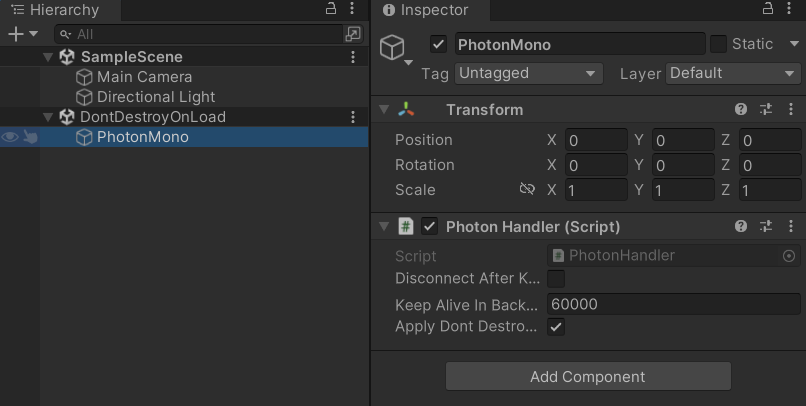 Hierarchy
All
SampleScene
Main Camera
Directional Light
DontDestroyOnLoad
PhotonMono
Inspector
PhotonMono Static
Tag Untagged Layer Default
Transform
Position X 0 Y 0 Z 0
Rotation X 0 Y 0 Z 0
Scale X 1 Y 1 Z 1
# Photon Handler (Script)
Script # PhotonHandler
Disconnect After K...
Keep Alive In Back... 60000
Apply Dont Destro...
Add Component